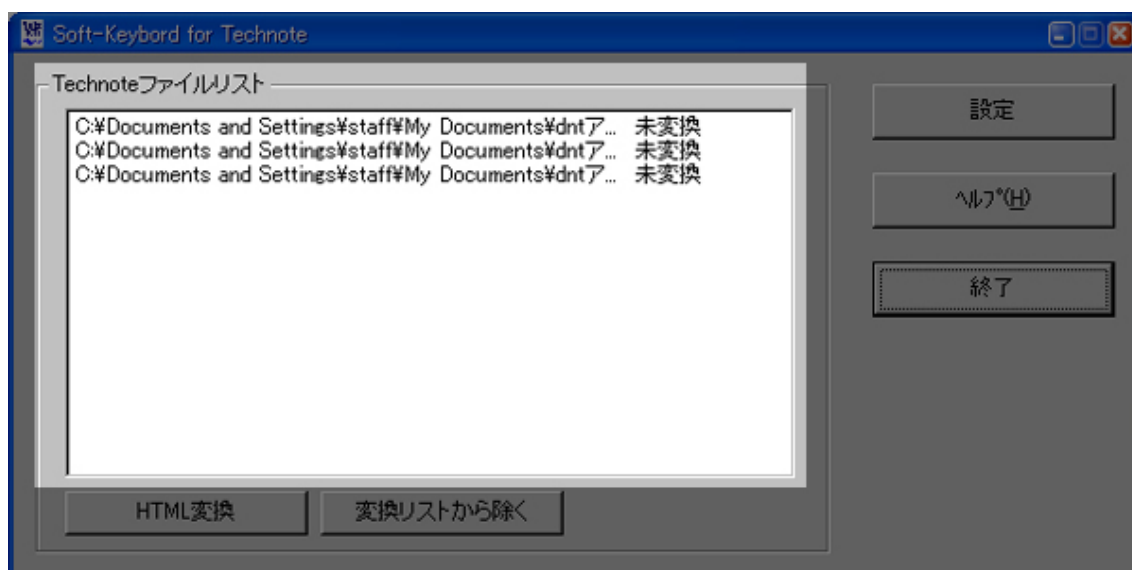 Soft-Keybord for Technote
Technoteファイルリスト
C:¥Documents and Settings¥staff¥My Documents¥dntア... 未変換
C:¥Documents and Settings¥staff¥My Documents¥dntア... 未変換
C:¥Documents and Settings¥staff¥My Documents¥dntア... 未変換
設定
ヘルプ(H)
終了
HTML変換
変換リストから除く